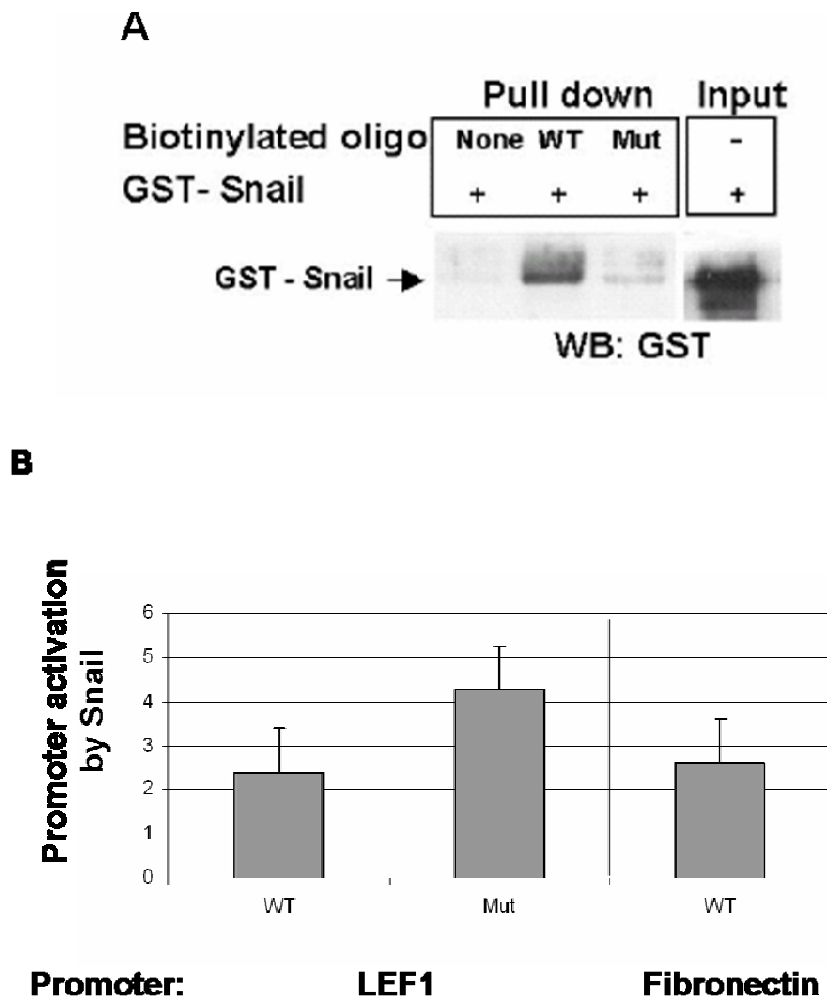 A
Pull down Input
Biotinylated oligo None WT Mut -
GST- Snail + + + +
GST - Snail
WB: GST
B
Promoter activation
by Snail
6
5
4
3
2
1
0
WT Mut WT
Promoter: LEF1 Fibronectin